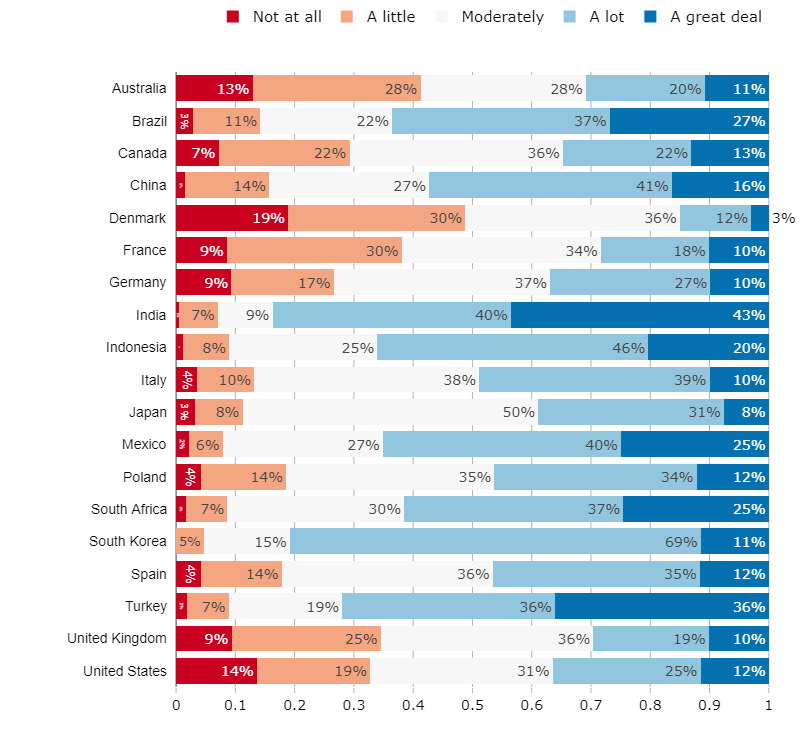 Not at all A little Moderately A lot A great deal
Australia 13% 28% 28% 20% 11%
Brazil 3% 11% 22% 37% 27%
Canada 7% 22% 36% 22% 13%
China 14% 27% 41% 16%
Denmark 19% 30% 36% 12% 3%
France 9% 30% 34% 18% 10%
Germany 9% 17% 37% 27% 10%
India 7% 9% 40% 43%
Indonesia 8% 25% 46% 20%
Italy 4% 10% 38% 39% 10%
Japan 3% 8% 50% 31% 8%
Mexico 2% 6% 27% 40% 25%
Poland 4% 14% 35% 34% 12%
South Africa 7% 30% 37% 25%
South Korea 5% 15% 69% 11%
Spain 4% 14% 36% 35% 12%
Turkey 7% 19% 36% 36%
United Kingdom 9% 25% 36% 19% 10%
United States 14% 19% 31% 25% 12%
0 0.1 0.2 0.3 0.4 0.5 0.6 0.7 0.8 0.9 1